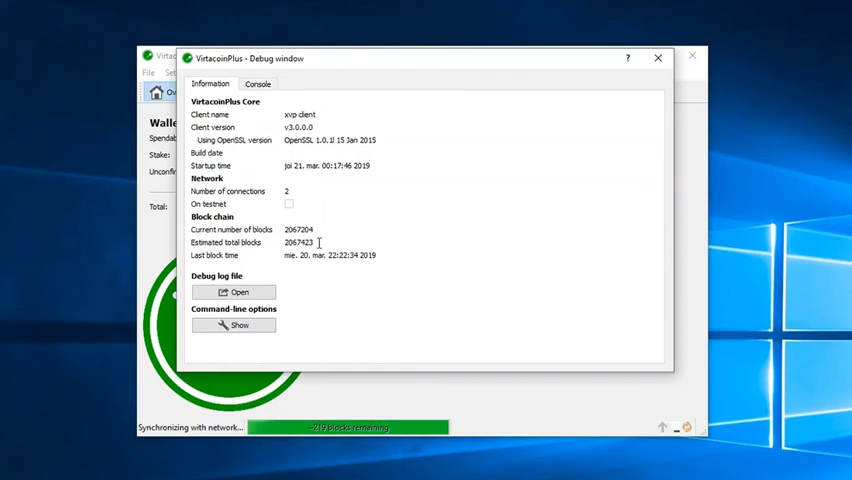 Virtac
VirtacoinPlus - Debug window
?
File Set
Information Console
Ov
VirtacoinPlus Core
Client name xvp client
Walle
Client version v3.0.0.0
Spendab
Using OpenSSL version OpenSSL 1.0.1l 15 Jan 2015
Stake:
Build date
Startup time joi 21. mar. 00:17:46 2019
Unconfir
Network
Number of connections 2
Total:
On testnet
Block chain
Current number of blocks 2067204
Estimated total blocks 2067423
Last block time mie. 20. mar. 22:22:34 2019
Debug log file
Open
Command-line options
Show
Synchronizing with network... ~219 blocks remaining